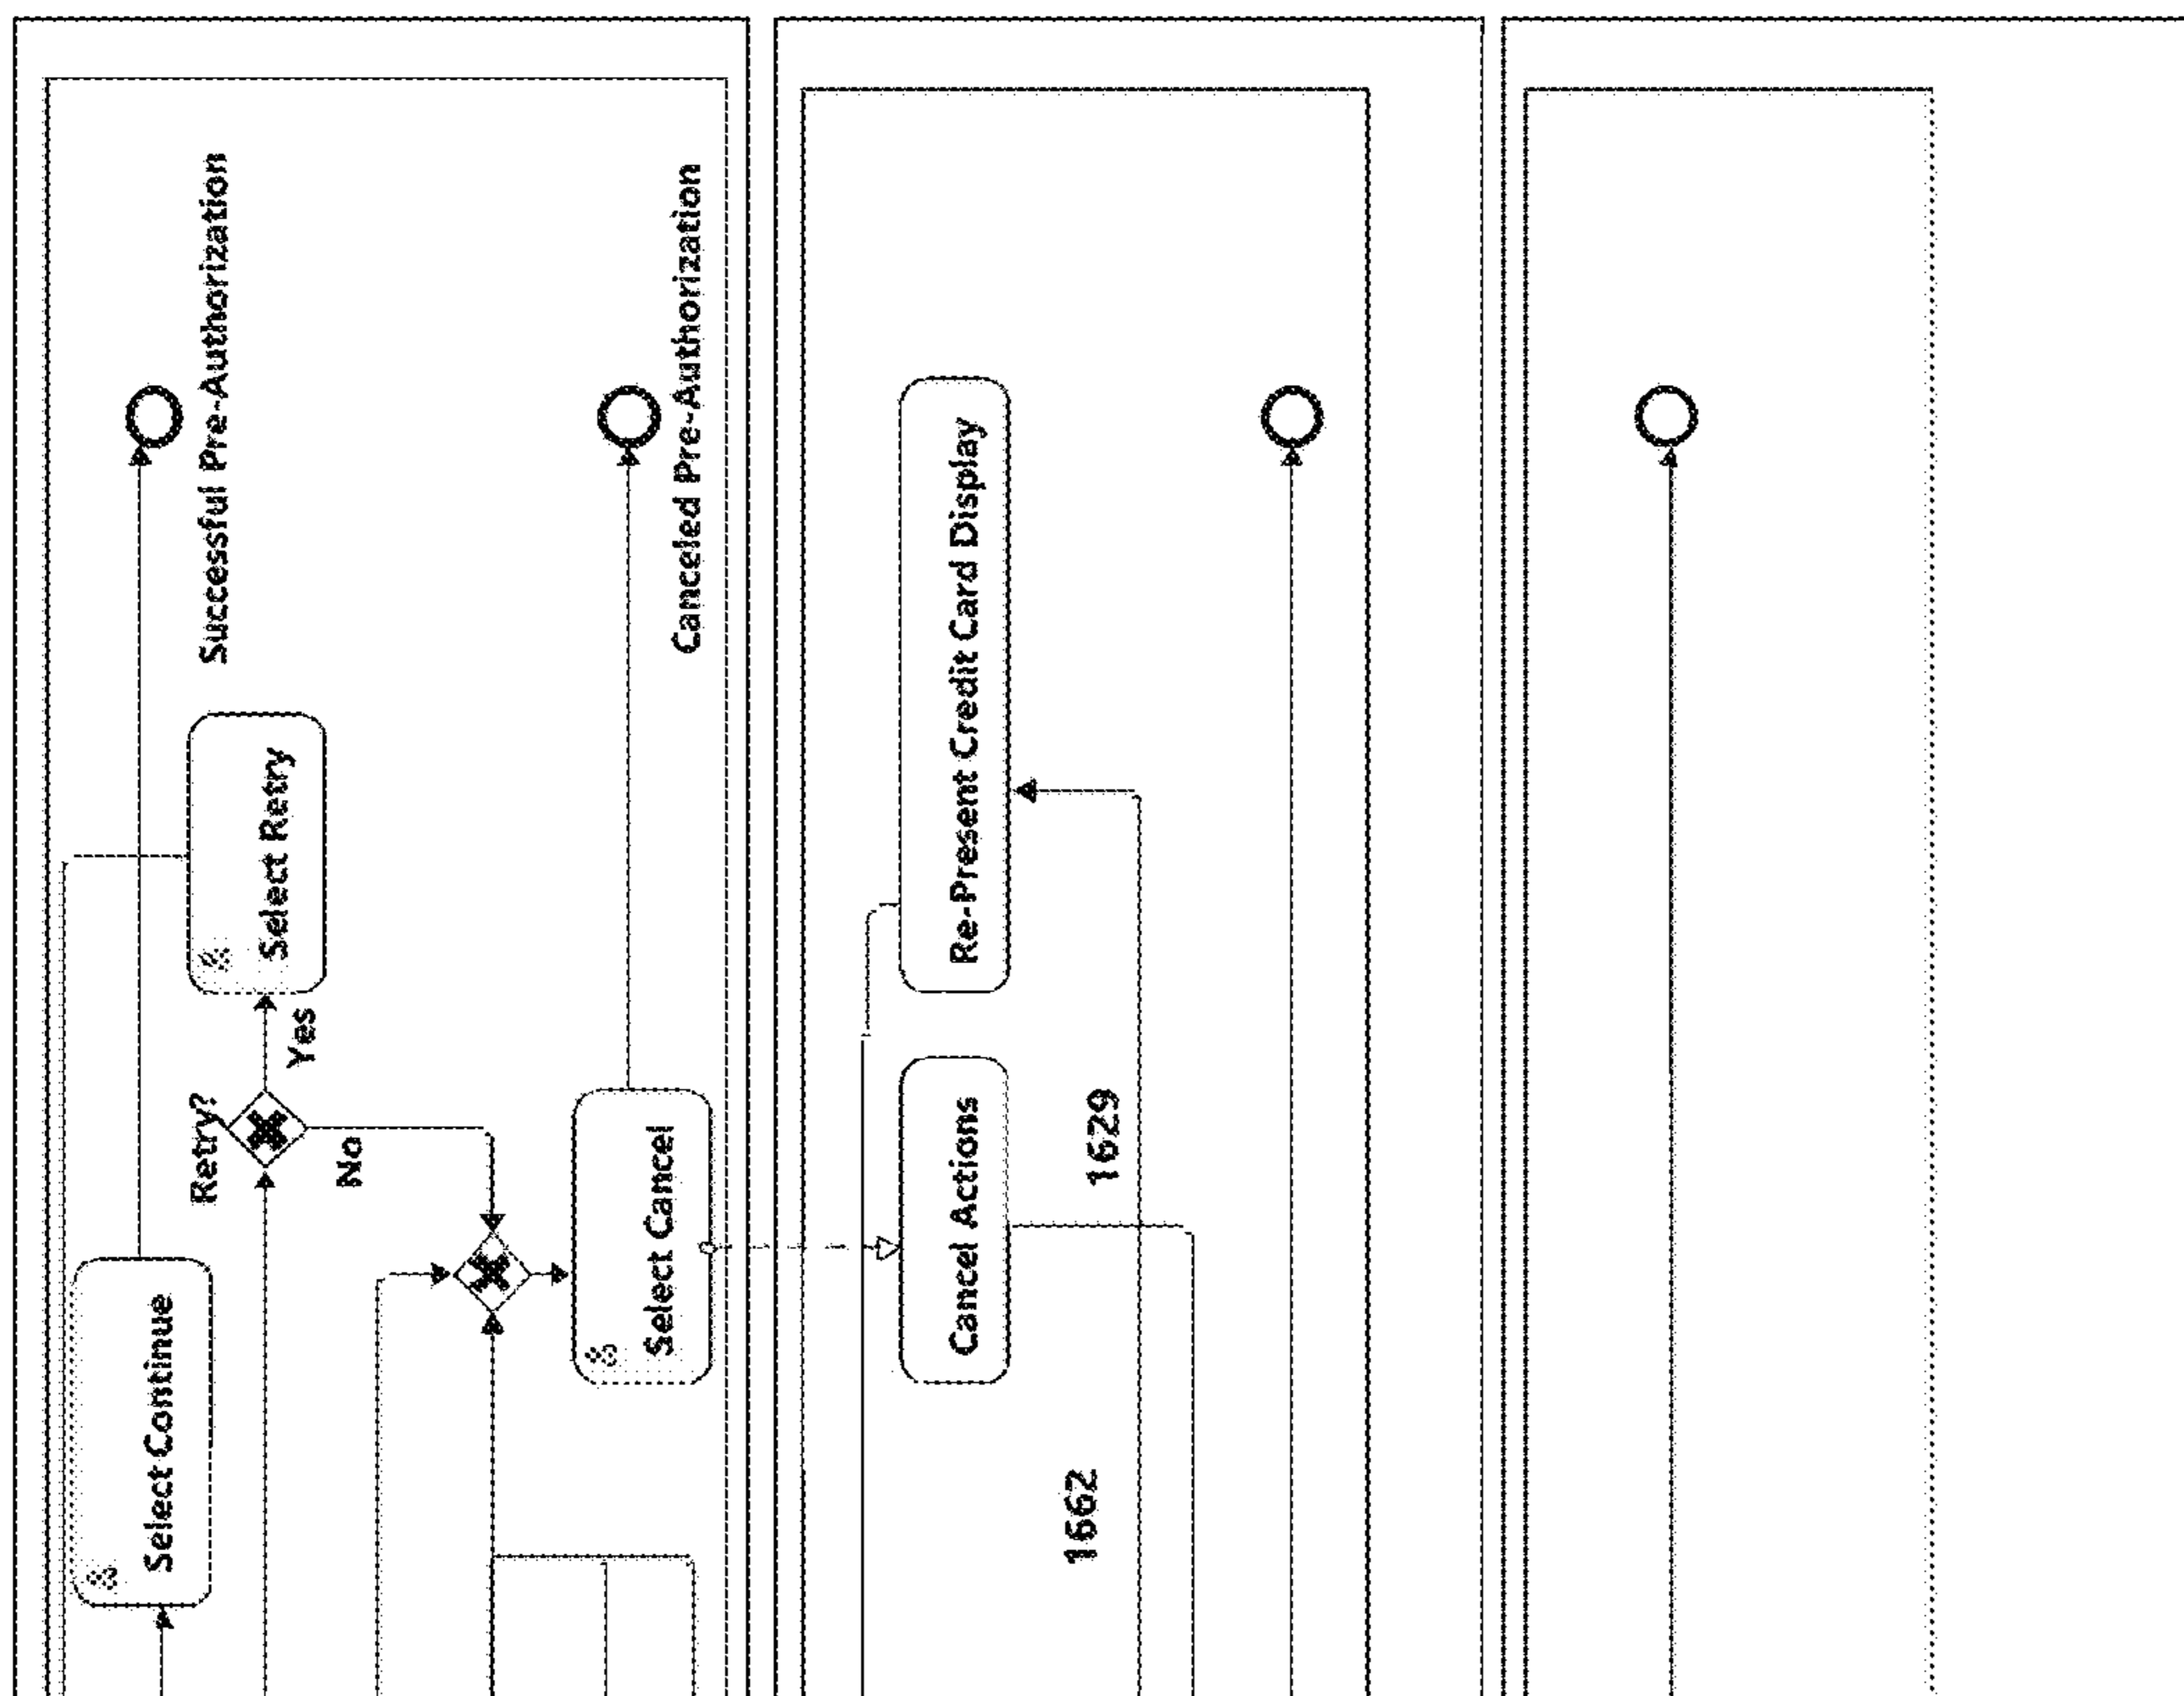 Successful Pre-Authorization
Canceled Pre-Authorization
Select Retry
Yes
Retry?
No
Select Continue
Select Cancel
Re-Present Credit Card Display
Cancel Actions
1629
1662